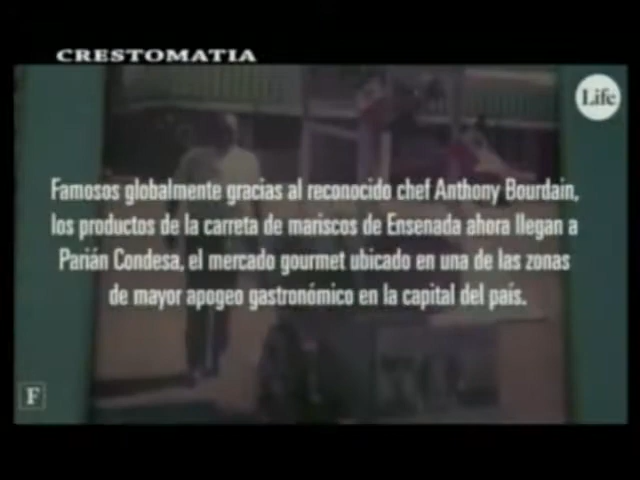 CRESTOMATIA
Life
Famosos globalmente gracias al reconocido chef Anthony Bourdain,
los productos de la carreta de mariscos de Ensenada ahora llegan a
Parián Condesa, el mercado gourmet ubicado en una de las zonas
de mayor apogeo gastronómico en la capital del país.
F